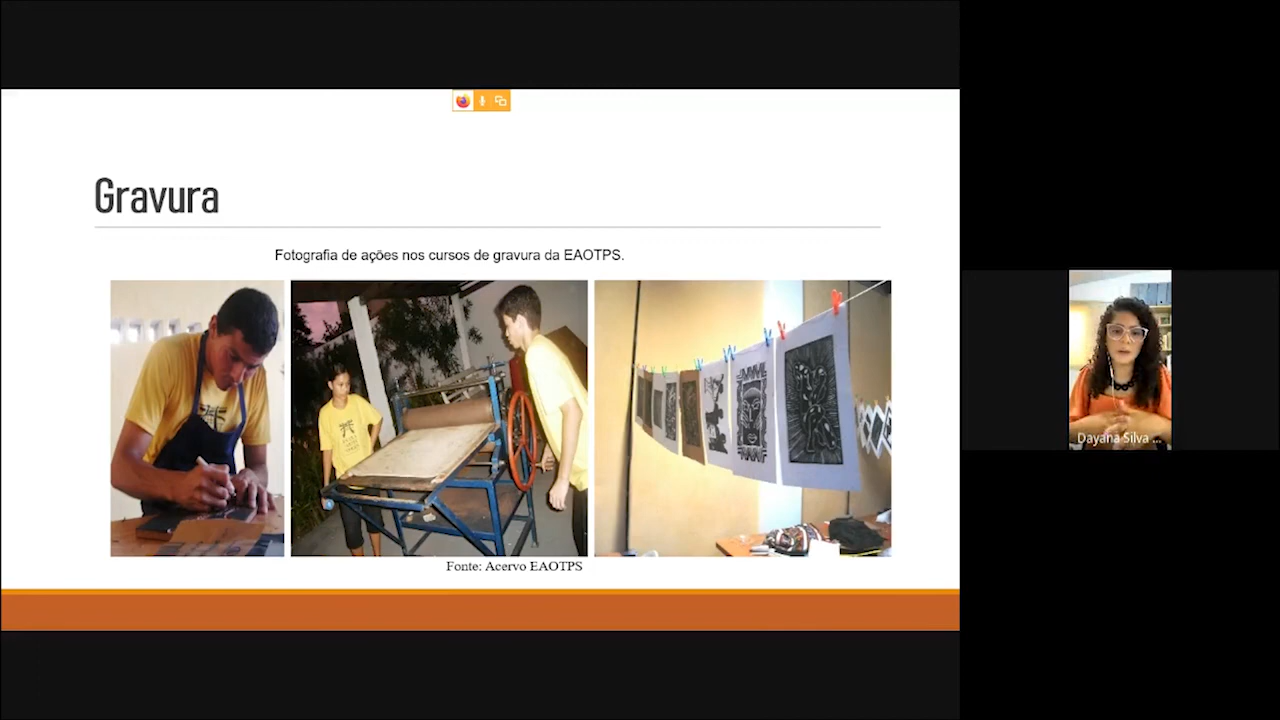 Gravura
Fotografia de ações nos cursos de gravura da EAOTPS.
Fonte: Acervo EAOTPS
Dayana Silva ...